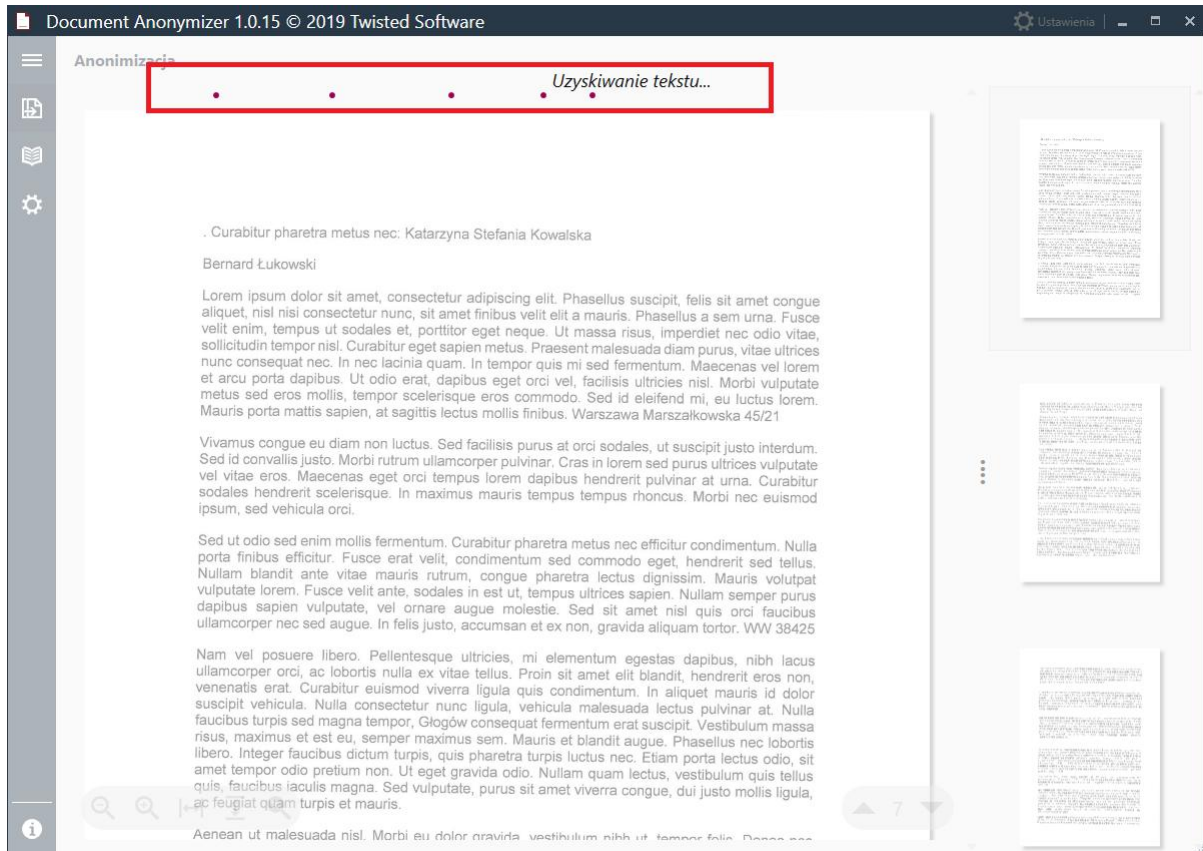 Document Anonymizer 1.0.15 © 2019 Twisted Software
Ustawienia
Anonimizacja
Uzyskiwanie tekstu...
. Curabitur pharetra metus nec: Katarzyna Stefania Kowalska
Bernard Łukowski
Lorem ipsum dolor sit amet, consectetur adipiscing elit. Phasellus suscipit, felis sit amet congue
aliquet, nisl nisi consectetur nunc, sit amet finibus velit elit a mauris. Phasellus a sem urna. Fusce
velit enim, tempus ut sodales et, porttitor eget neque. Ut massa risus, imperdiet nec odio vitae,
sollicitudin tempor nisl. Curabitur eget sapien metus. Praesent malesuada diam purus, vitae ultrices
nunc consequat nec. In nec lacinia quam. In tempor quis mi sed fermentum. Maecenas vel lorem
et arcu porta dapibus. Ut odio erat, dapibus eget orci vel, facilisis ultricies nisl. Morbi vulputate
metus sed eros mollis, tempor scelerisque eros commodo. Sed id eleifend mi, eu luctus lorem.
Mauris porta mattis sapien, at sagittis lectus mollis finibus. Warszawa Marszałkowska 45/21
Vivamus congue eu diam non luctus. Sed facilisis purus at orci sodales, ut suscipit justo interdum.
Sed id convallis justo. Morbi rutrum ullamcorper pulvinar. Cras in lorem sed purus ultrices vulputate
vel vitae eros. Maecenas eget orci tempus lorem dapibus hendrerit pulvinar at urna. Curabitur
sodales hendrerit scelerisque. In maximus mauris tempus tempus rhoncus. Morbi nec euismod
ipsum, sed vehicula orci.
Sed ut odio sed enim mollis fermentum. Curabitur pharetra metus nec efficitur condimentum. Nulla
porta finibus efficitur. Fusce erat velit, condimentum sed commodo eget, hendrerit sed tellus.
Nullam blandit ante vitae mauris rutrum, congue pharetra lectus dignissim. Mauris volutpat
vulputate lorem. Fusce velit ante, sodales in est ut, tempus ultrices sapien. Nullam semper purus
dapibus sapien vulputate, vel ornare augue molestie. Sed sit amet nisl quis orci faucibus
ullamcorper nec sed augue. In felis justo, accumsan et ex non, gravida aliquam tortor. WW 38425
Nam vel posuere libero. Pellentesque ultricies, mi elementum egestas dapibus, nibh lacus
ullamcorper orci, ac lobortis nulla ex vitae tellus. Proin sit amet elit blandit, hendrerit eros non,
venenatis erat. Curabitur euismod viverra ligula quis condimentum. In aliquet mauris id dolor
suscipit vehicula. Nulla consectetur nunc ligula, vehicula malesuada lectus pulvinar at. Nulla
faucibus turpis sed magna tempor, Głogów consequat fermentum erat suscipit. Vestibulum massa
risus, maximus et est eu, semper maximus sem. Mauris et blandit augue. Phasellus nec lobortis
libero. Integer faucibus dictum turpis, quis pharetra turpis luctus nec. Etiam porta lectus odio, sit
amet tempor odio pretium non. Ut eget gravida odio. Nullam quam lectus, vestibulum quis tellus
quis, faucibus iaculis magna. Sed vulputate, purus sit amet viverra congue, dui justo mollis ligula,
ac feugiat quam turpis et mauris.
7
Aenean ut malesuada nisl. Morbi eu dolor gravida, vestibulum nibh ut, tempor felis. Donec nec